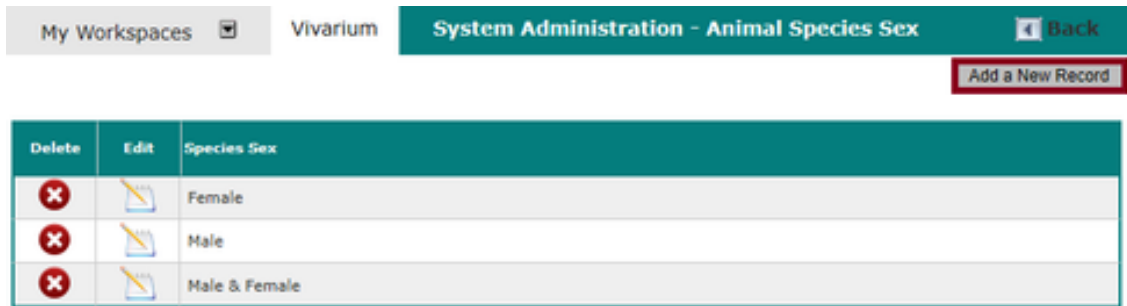 My Workspaces Vivarium System Administration - Animal Species Sex Back
Add a New Record
Delete Edit Species Sex
Female
Male
Male & Female